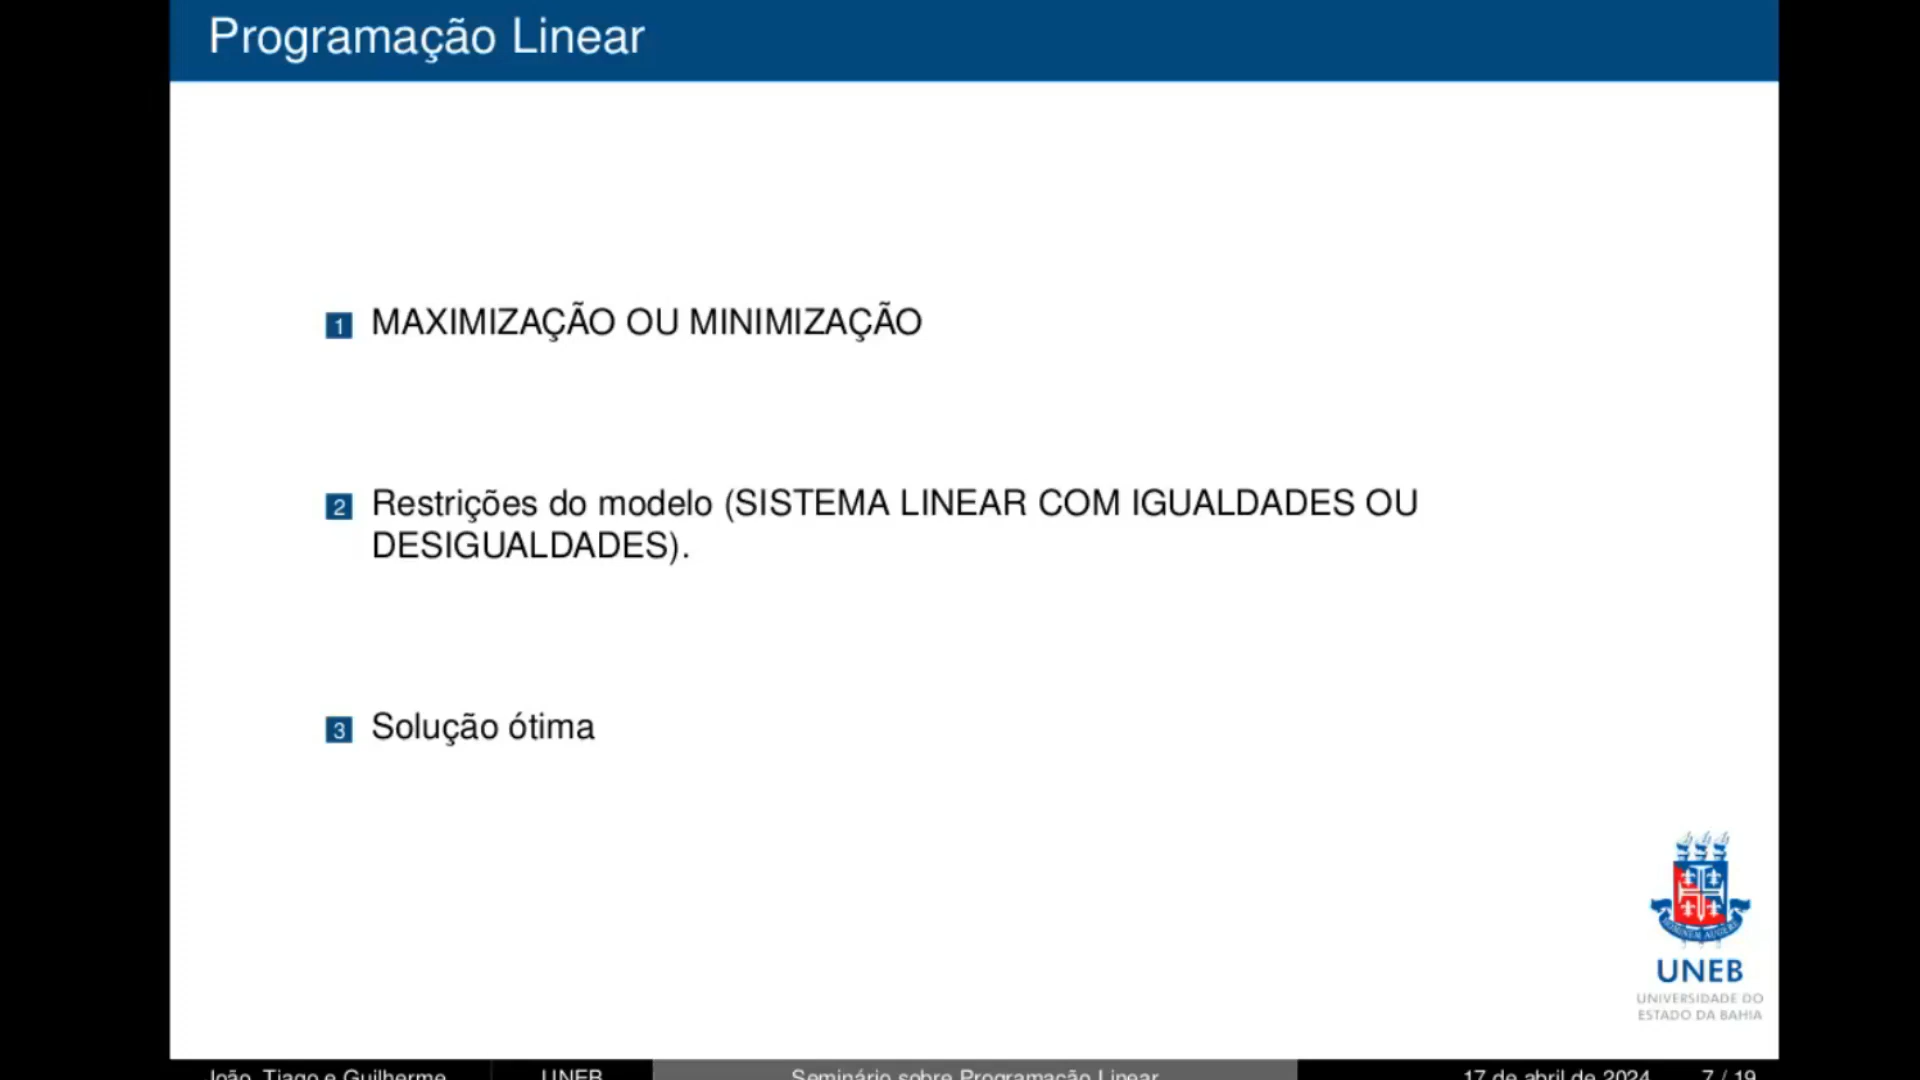 Programação Linear
1 MAXIMIZAÇÃO OU MINIMIZAÇÃO
2 Restrições do modelo (SISTEMA LINEAR COM IGUALDADES OU
DESIGUALDADES).
3 Solução ótima
UNEB
UNIVERSIDADE DO
ESTADO DA BAHIA
João, Tiago e Guilherme UNEB Seminário sobre Programação Linear 17 de abril de 2024 7 / 19